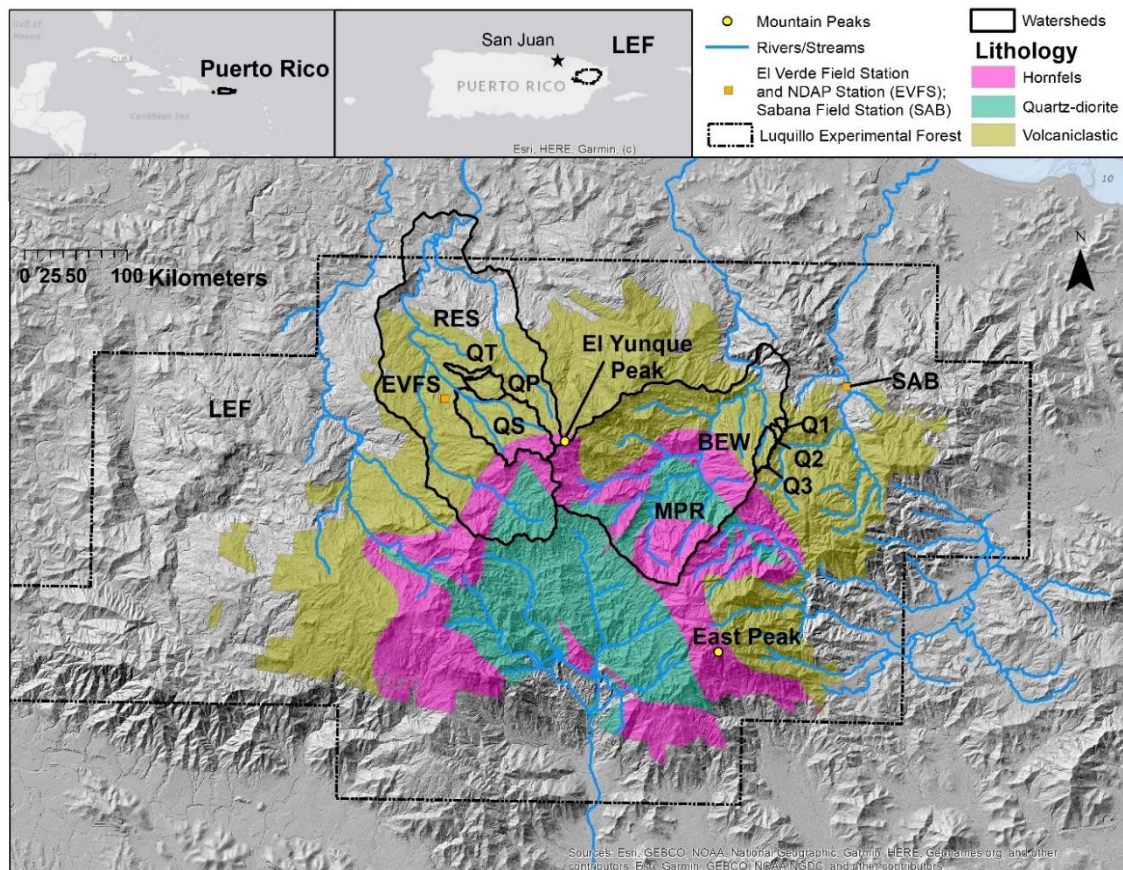 Gulf of
Mexico
CUBA
Puerto Rico
Caribbean Sea
San Juan
LEF
PUERTO RICO
Esri, HERE, Garmin, (c)
Mountain Peaks
Rivers/Streams
El Verde Field Station
and NDAP Station (EVFS);
Sabana Field Station (SAB)
Luquillo Experimental Forest
Watersheds
Lithology
Hornfels
Quartz-diorite
Volcaniclastic
10
N
0 25 50 100 Kilometers
RES
QT
EVFS
QP
El Yunque
Peak
SAB
LEF
QS
BEW
Q1
Q2
Q3
MPR
East Peak
Sources: Esri, GEBCO, NOAA, National Geographic, Garmin, HERE, Geonames.org, and other
contributors, Esri, Garmin, GEBCO, NOAA NGDC, and other contributors